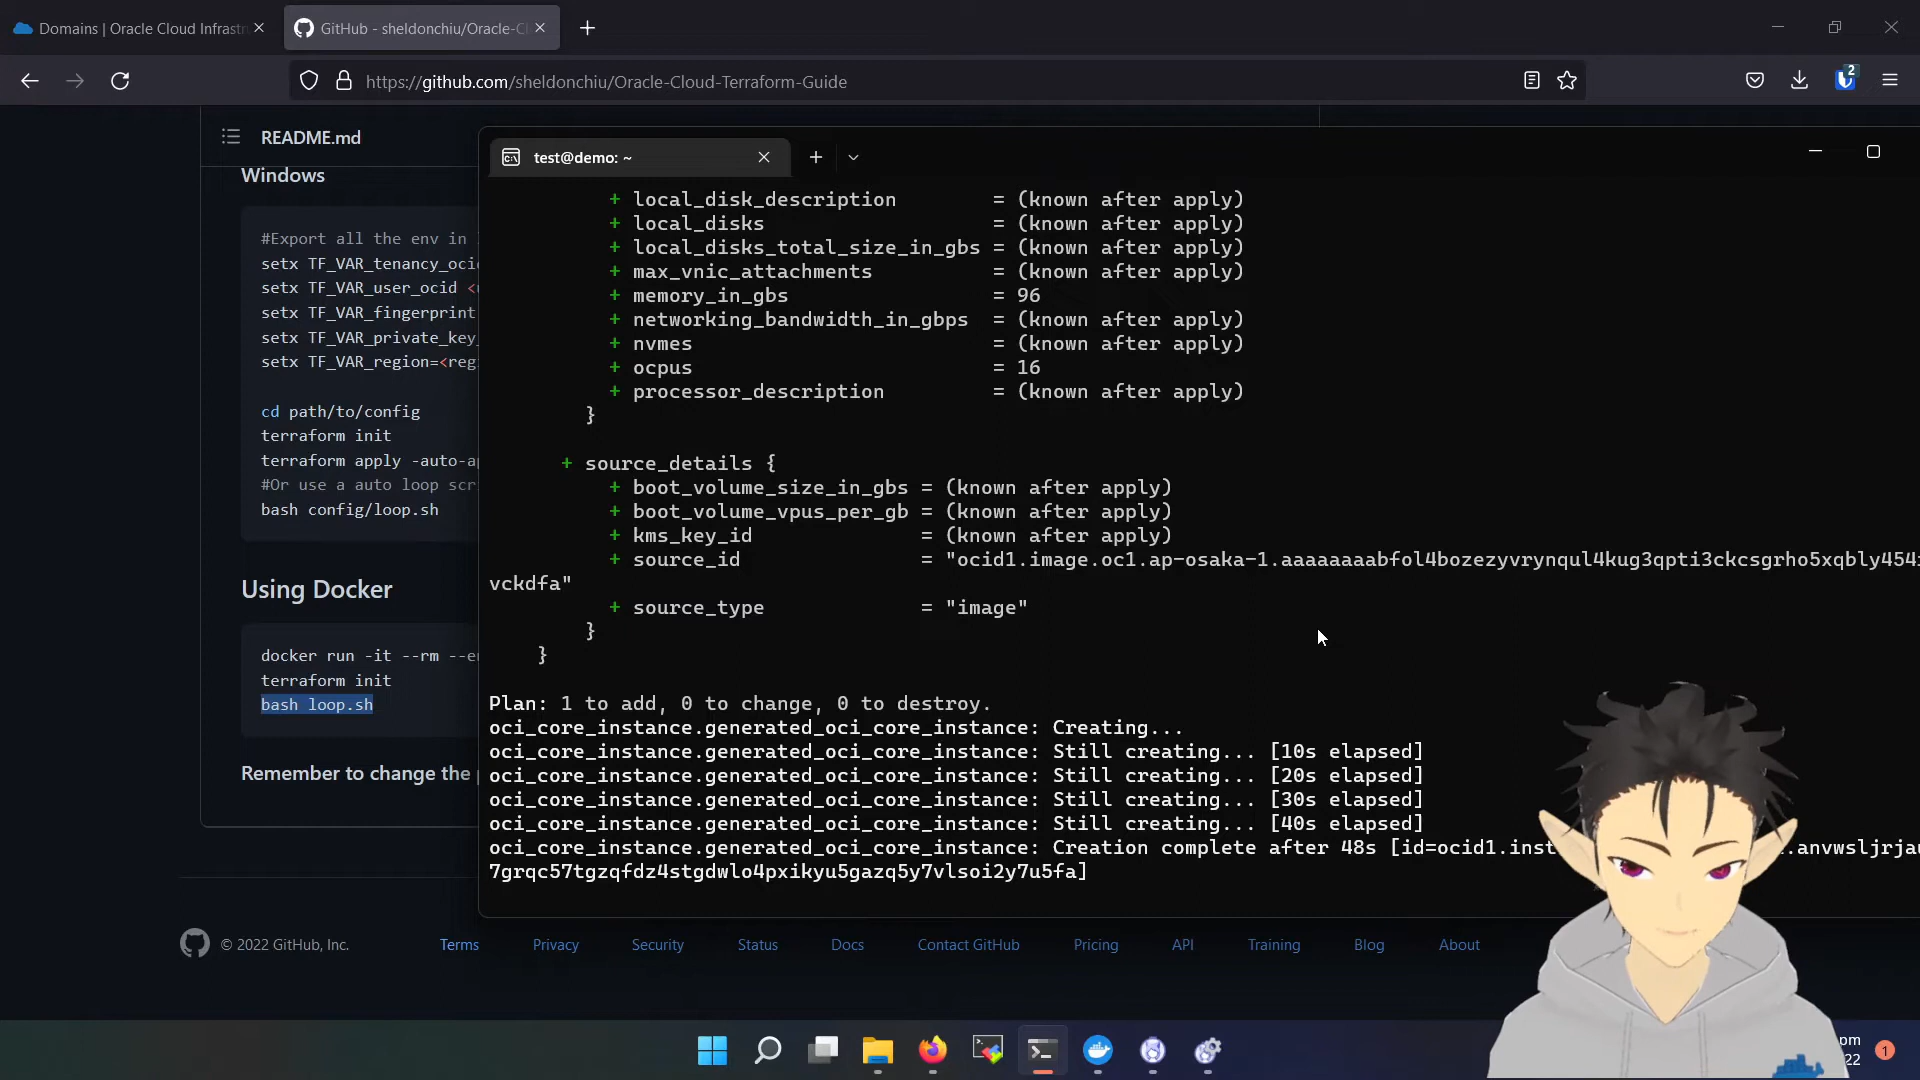 Domains | Oracle Cloud Infrastr
GitHub - sheldonchiu/Oracle-Cl
https://github.com/sheldonchiu/Oracle-Cloud-Terraform-Guide
2
README.md
Windows
#Export all the env in
setx TF_VAR_tenancy_oci
setx TF_VAR_user_ocid <
setx TF_VAR_fingerprint
setx TF_VAR_private_key_
setx TF_VAR_region=<reg
cd path/to/config
terraform init
terraform apply -auto-ap
#Or use a auto loop scri
bash config/loop.sh
Using Docker
docker run -it --rm --e
terraform init
bash loop.sh
Remember to change the
test@demo: ~
+ local_disk_description = (known after apply)
+ local_disks = (known after apply)
+ local_disks_total_size_in_gbs = (known after apply)
+ max_vnic_attachments = (known after apply)
+ memory_in_gbs = 96
+ networking_bandwidth_in_gbps = (known after apply)
+ nvmes = (known after apply)
+ ocpus = 16
+ processor_description = (known after apply)
}
+ source_details {
+ boot_volume_size_in_gbs = (known after apply)
+ boot_volume_vpus_per_gb = (known after apply)
+ kms_key_id = (known after apply)
+ source_id = "ocid1.image.oc1.ap-osaka-1.aaaaaaaabfol4bozezyvrynqul4kug3qpti3ckcsgrho5xqbly454
vckdfa"
+ source_type = "image"
}
}
Plan: 1 to add, 0 to change, 0 to destroy.
oci_core_instance.generated_oci_core_instance: Creating...
oci_core_instance.generated_oci_core_instance: Still creating... [10s elapsed]
oci_core_instance.generated_oci_core_instance: Still creating... [20s elapsed]
oci_core_instance.generated_oci_core_instance: Still creating... [30s elapsed]
oci_core_instance.generated_oci_core_instance: Still creating... [40s elapsed]
oci_core_instance.generated_oci_core_instance: Creation complete after 48s [id=ocid1.inst .anvwsljrjau
7grqc57tgzqfdz4stgdwlo4pxikyu5gazq5y7vlsoi2y7u5fa]
© 2022 GitHub, Inc.
Terms
Privacy
Security
Status
Docs
Contact GitHub
Pricing
API
Training
Blog
About
pm
22
1